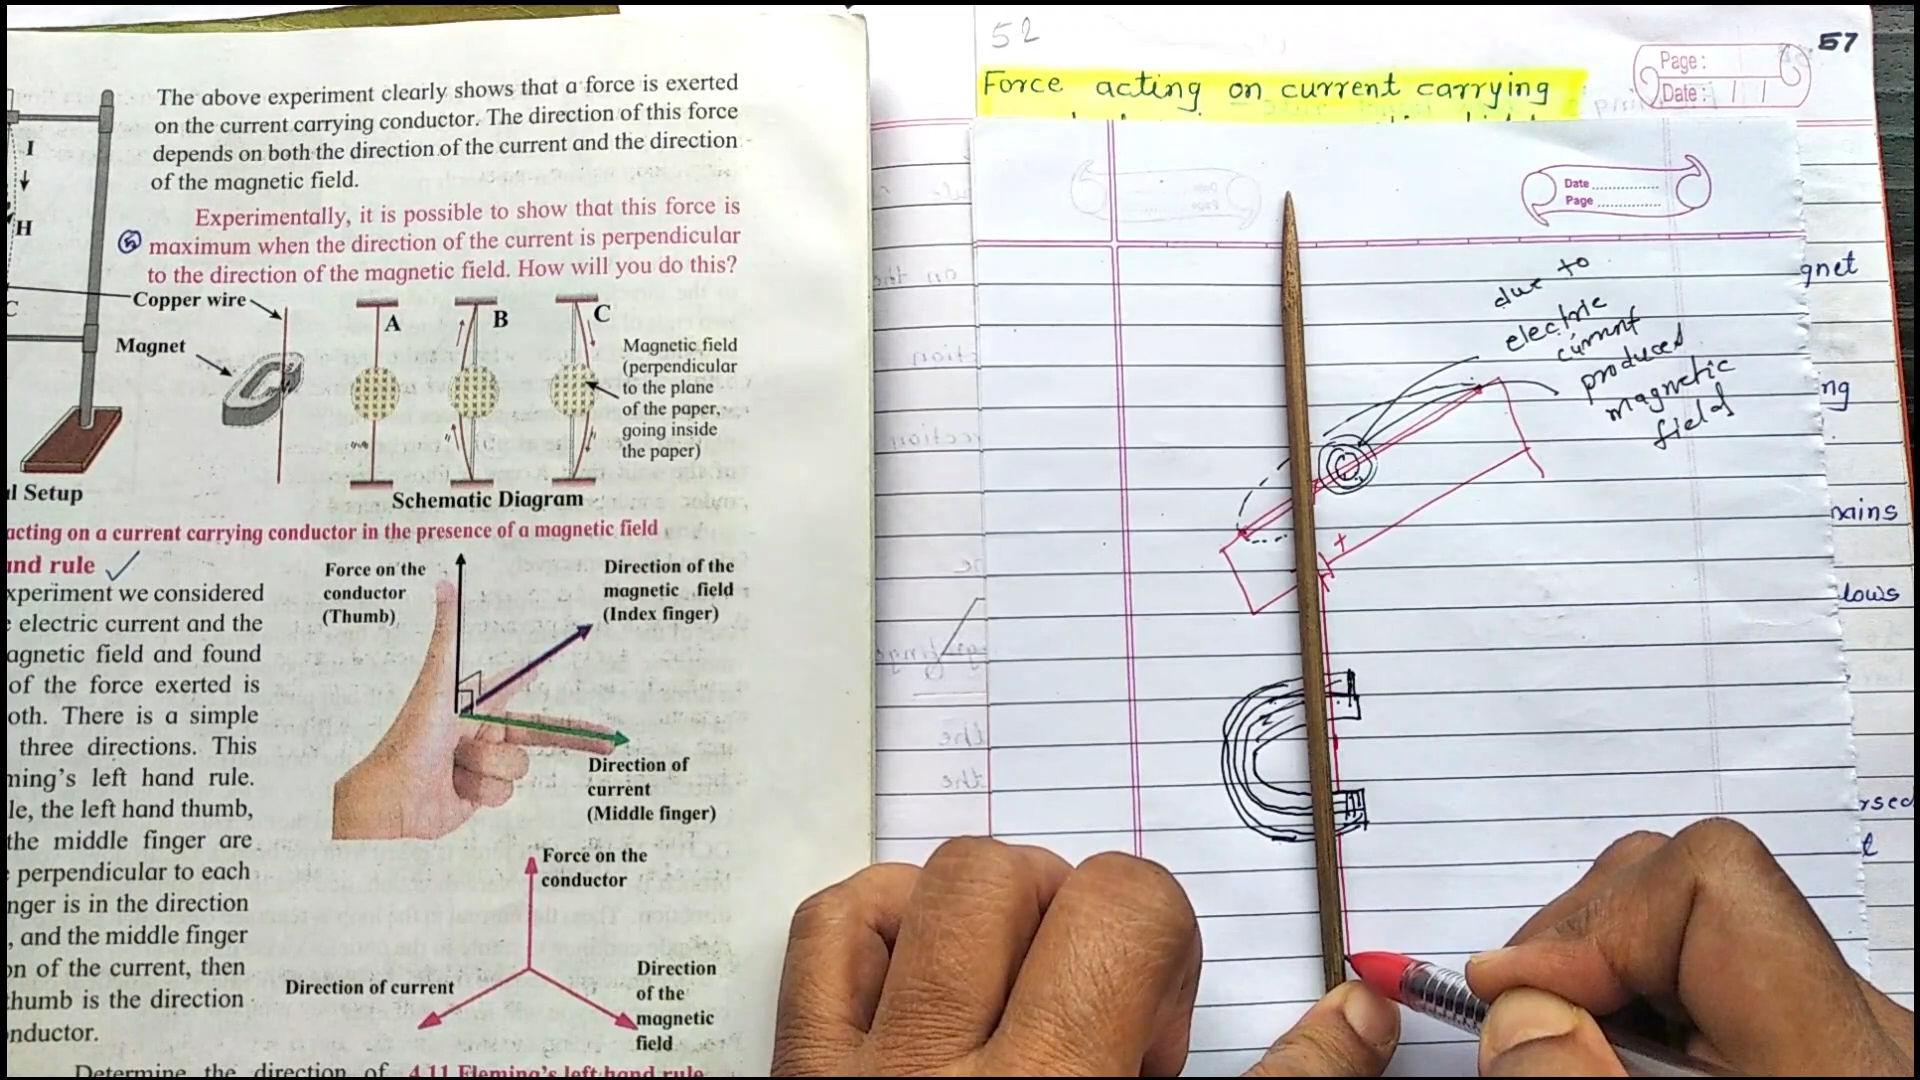 The above experiment clearly shows that a force is exerted
on the current carrying conductor. The direction of this force
depends on both the direction of the current and the direction
of the magnetic field.
Experimentally, it is possible to show that this force is
5
maximum when the direction of the current is perpendicular
to the direction of the magnetic field. How will you do this?
I
H
C
Copper wire
Magnet
A
B
C
Magnetic field
(perpendicular
to the plane
of the paper,
going inside
the paper)
l Setup
Schematic Diagram
acting on a current carrying conductor in the presence of a magnetic field
and rule
xperiment we considered
electric current and the
agnetic field and found
of the force exerted is
oth. There is a simple
three directions. This
ming's left hand rule.
le, the left hand thumb,
the middle finger are
perpendicular to each
nger is in the direction
, and the middle finger
on of the current, then
thumb is the direction
nductor.
Force on the
conductor
(Thumb)
Direction of the
magnetic field
(Index finger)
Direction of
current
(Middle finger)
Force on the
conductor
Direction of current
Direction
of the
magnetic
field
Determine the direction of
4.11 Fleming's left hand rule
52
57
Page :
Date : / /
Force acting on current carrying
Date
Page
due to
electric
current
produced
magnetic
field
+
gnet
ng
mains
lows
rsed